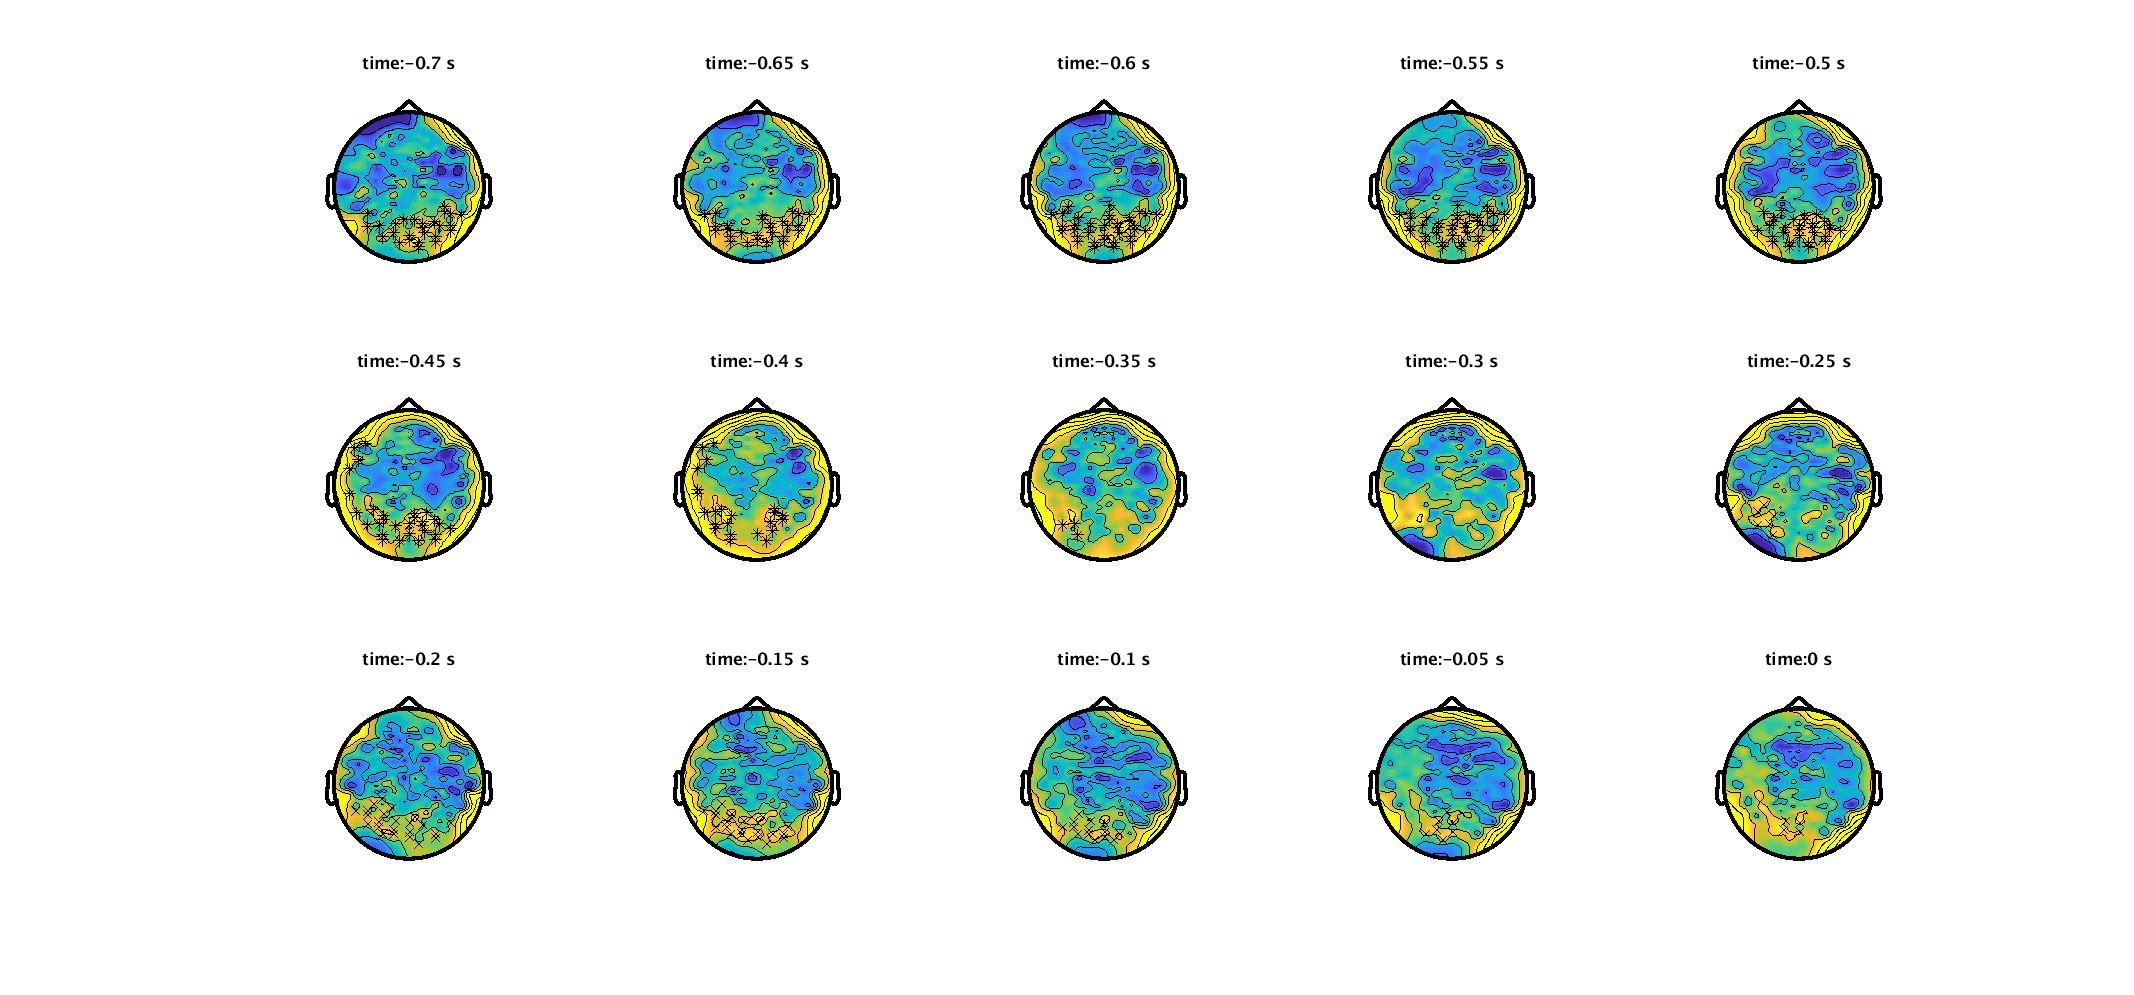 time:-0.7 s
time:-0.65 s
time:-0.6 s
time:-0.55 s
time:-0.5 s
time:-0.45 s
time:-0.4 s
time:-0.35 s
time:-0.3 s
time:-0.25 s
time:-0.2 s
time:-0.15 s
time:-0.1 s
time:-0.05 s
time:0 s